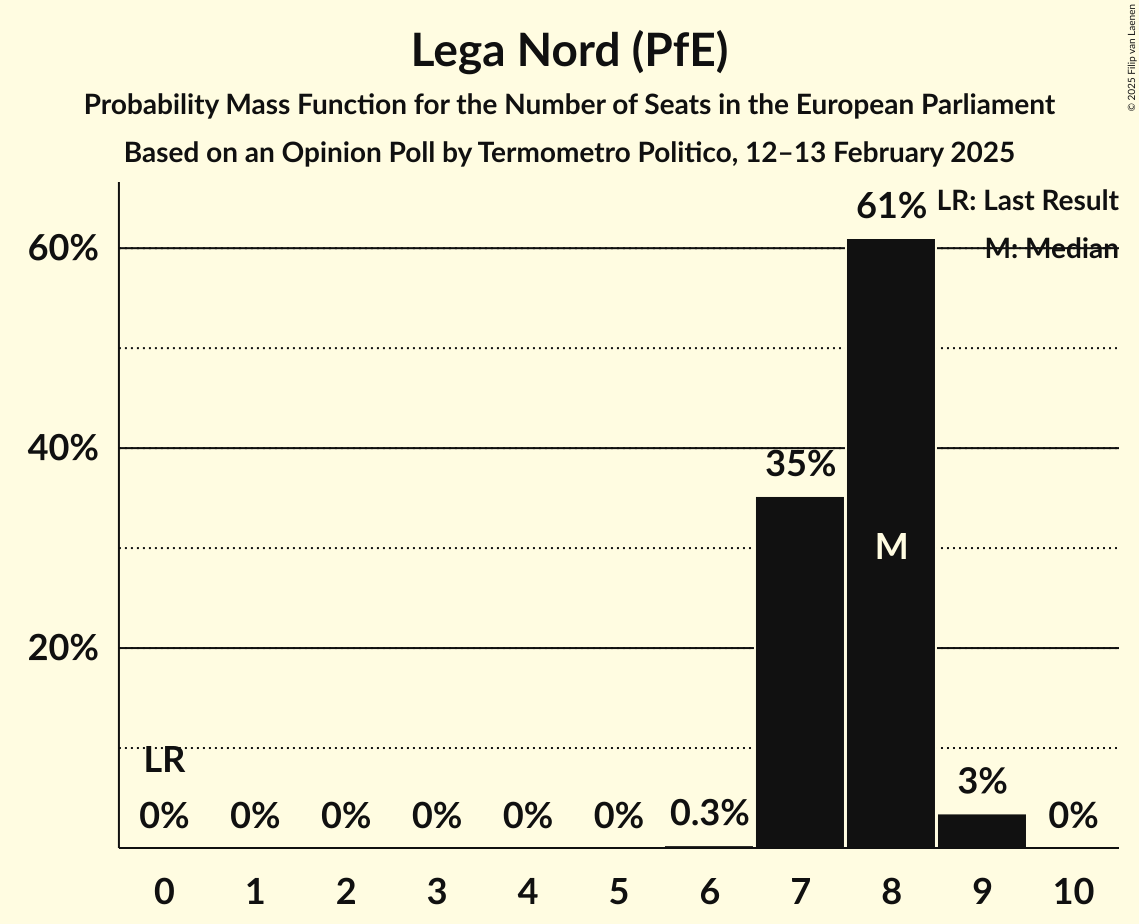 © 2025 Filip van Laenen
Lega Nord (PfE)
Probability Mass Function for the Number of Seats in the European Parliament
Based on an Opinion Poll by Termometro Politico, 12–13 February 2025
61% LR: Last Result
60% M: Median
40%
35%
M
20%
LR
3%
0% 0% 0% 0% 0% 0% 0.3% 0%
0 1 2 3 4 5 6 7 8 9 10